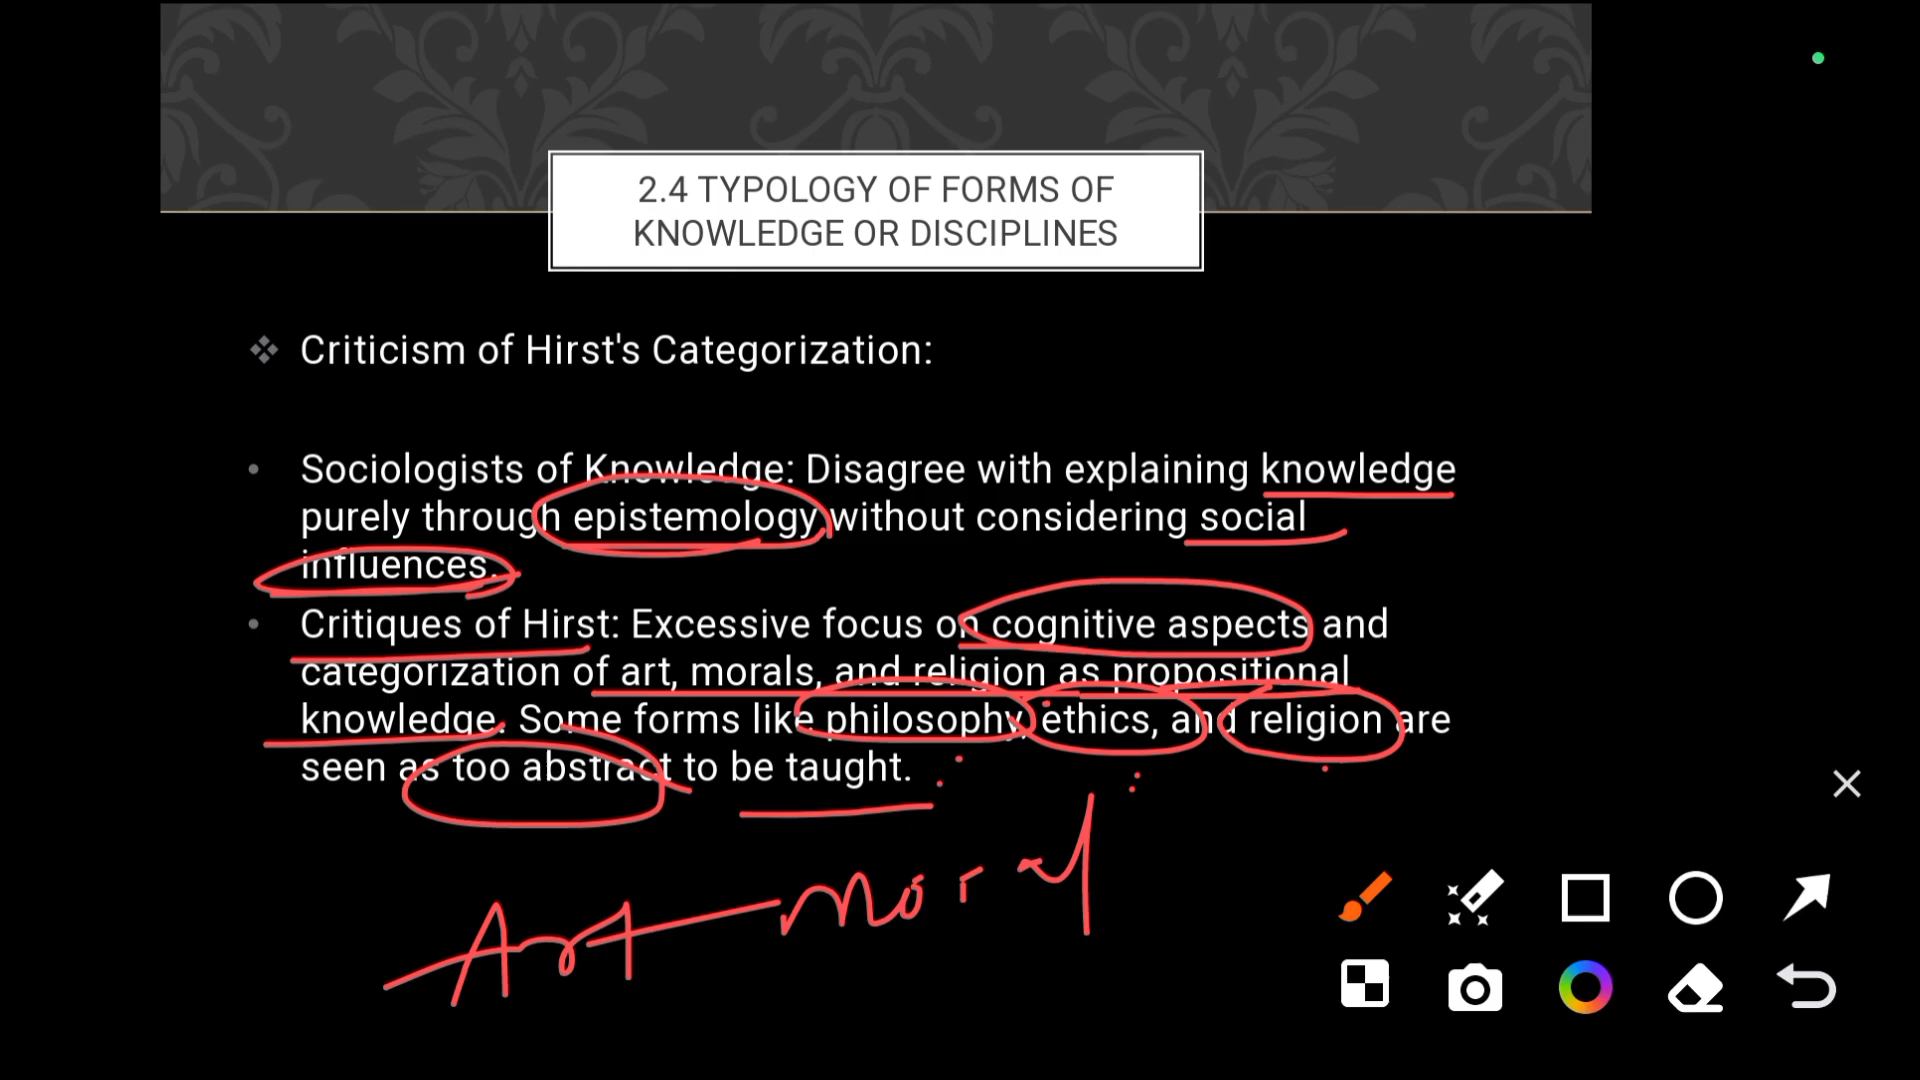 2.4 TYPOLOGY OF FORMS OF
KNOWLEDGE OR DISCIPLINES
Criticism of Hirst's Categorization:
Sociologists of Knowledge: Disagree with explaining knowledge
purely through epistemology without considering social
influences.
Critiques of Hirst: Excessive focus on cognitive aspects and
categorization of art, morals, and religion as propositional
knowledge. Some forms like philosophy, ethics, and religion are
seen as too abstract to be taught.
Art Moral